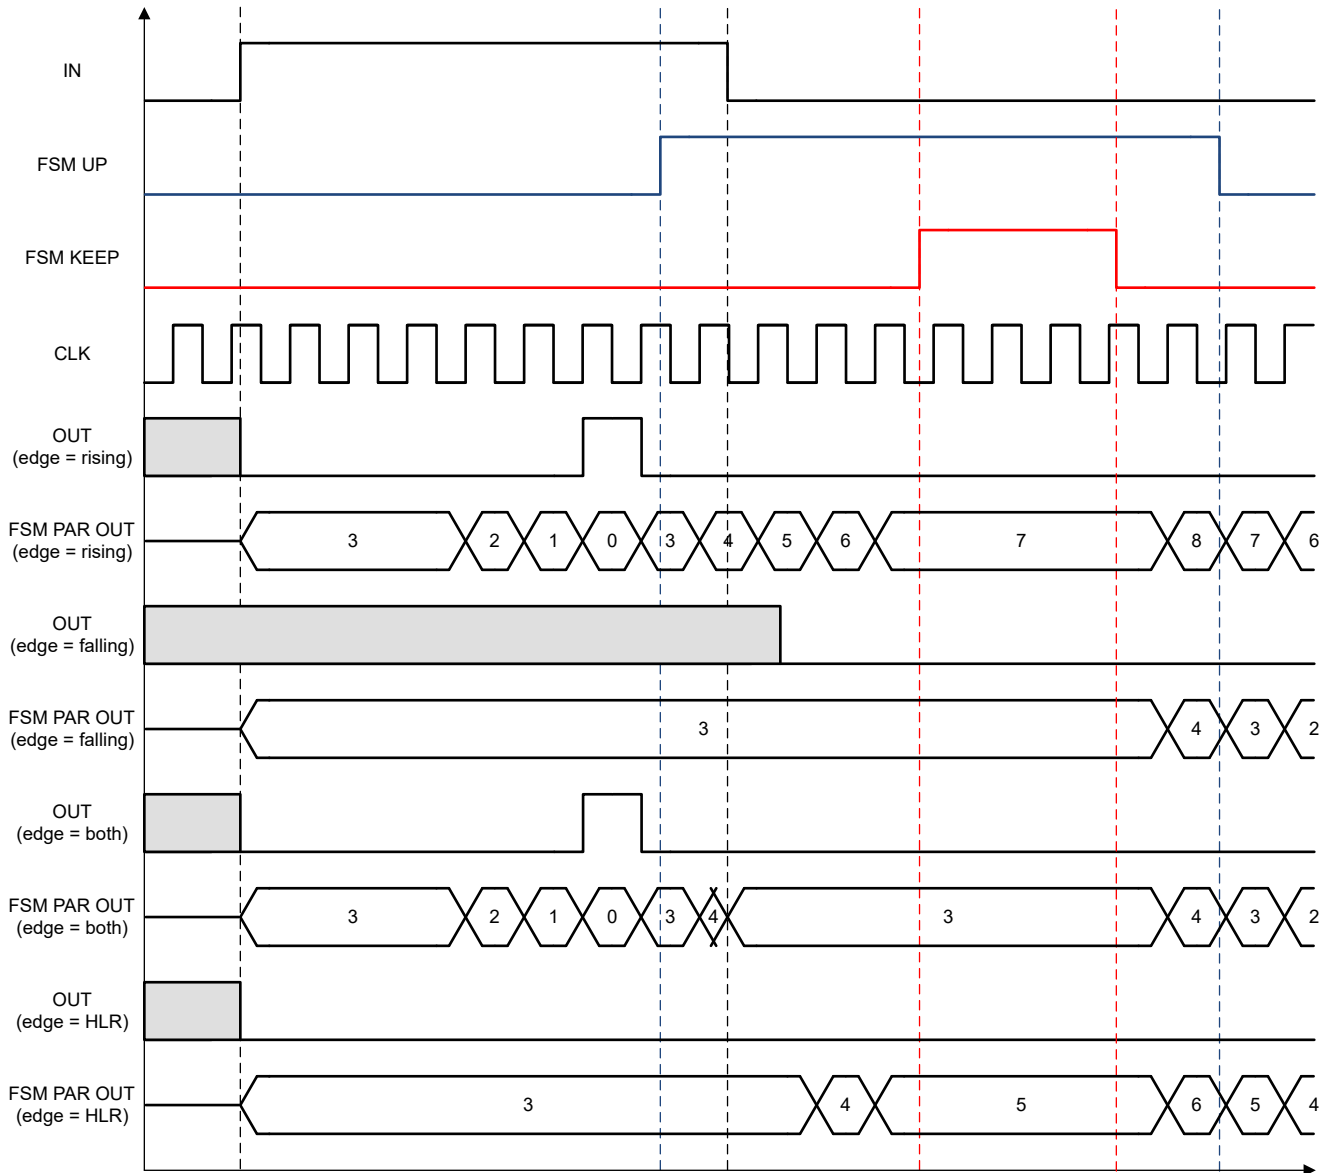 IN
FSM UP
FSM KEEP
CLK
OUT
(edge = rising)
FSM PAR OUT
(edge = rising)
3 2 1 0 3 4 5 6 7 8 7 6
OUT
(edge = falling)
FSM PAR OUT
(edge = falling)
3 4 3 2
OUT
(edge = both)
FSM PAR OUT
(edge = both)
3 2 1 0 3 4 3 4 3 2
OUT
(edge = HLR)
FSM PAR OUT
(edge = HLR)
3 4 5 6 5 4